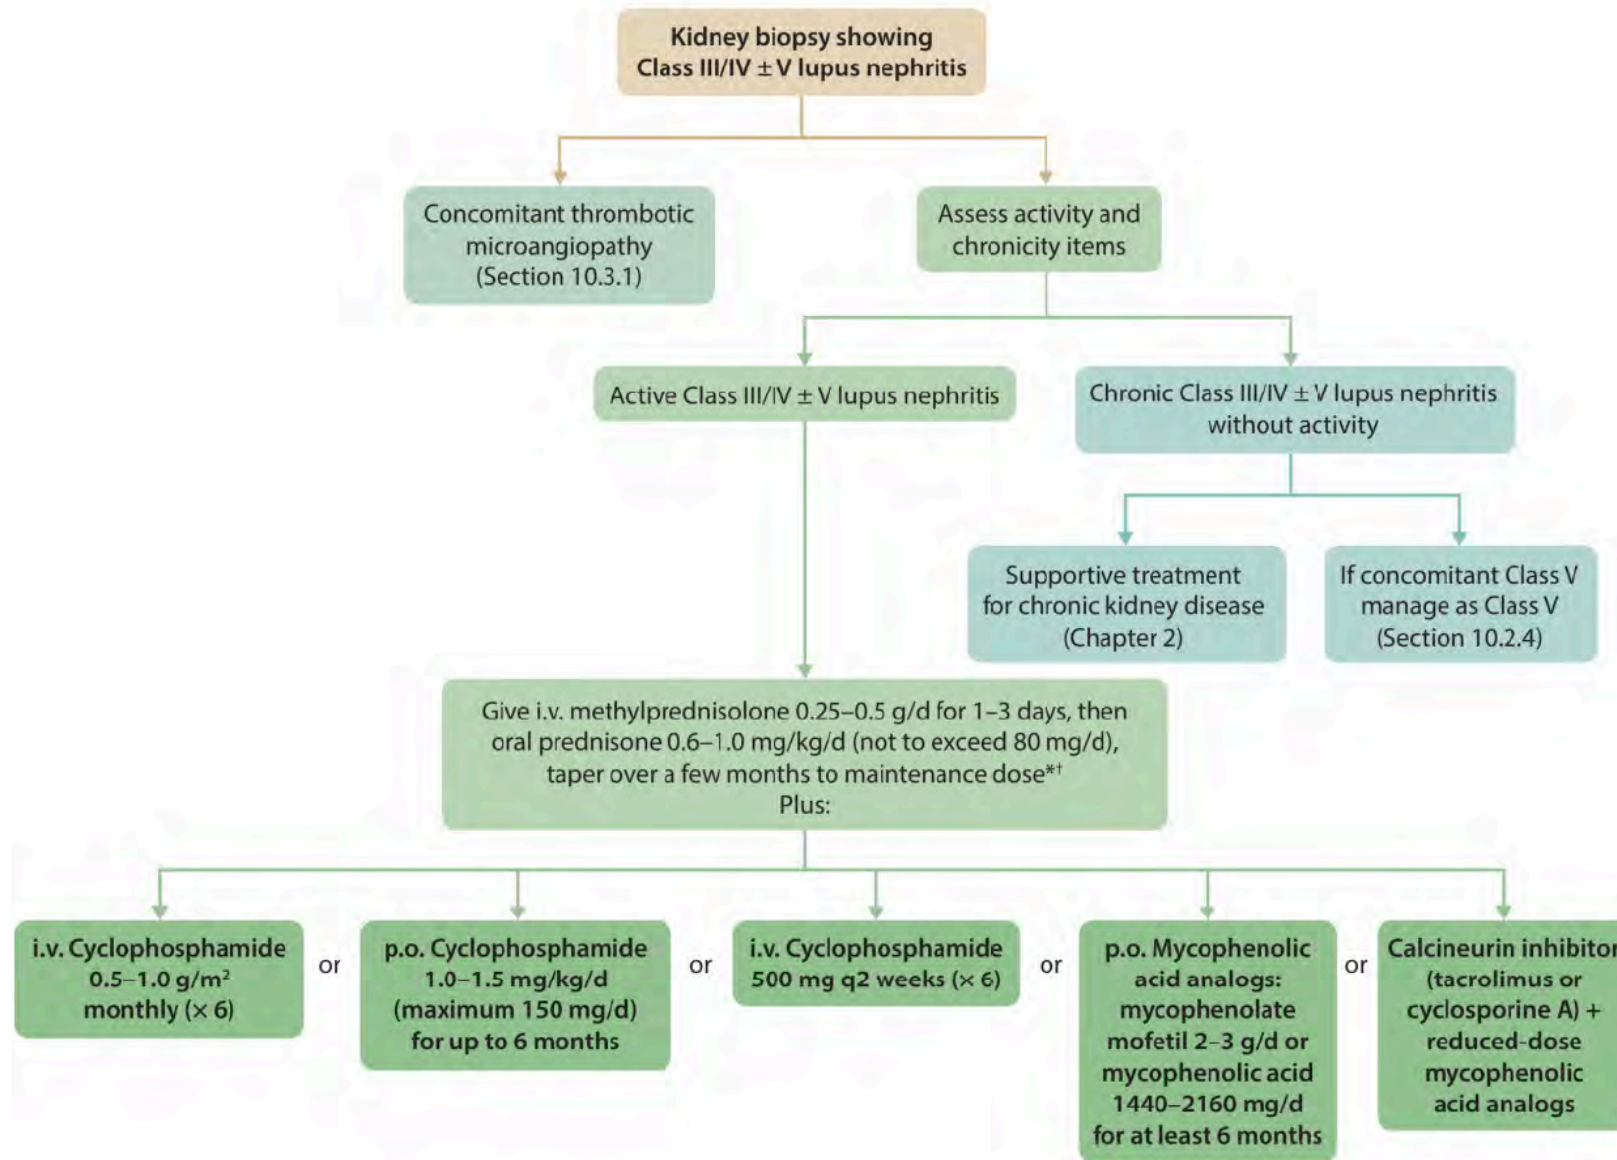 Kidney biopsy showing
Class III/IV ± V lupus nephritis
Concomitant thrombotic
microangiopathy
(Section 10.3.1)
Assess activity and
chronicity items
Active Class III/IV ± V lupus nephritis
Chronic Class III/IV ± V lupus nephritis
without activity
Supportive treatment
for chronic kidney disease
(Chapter 2)
If concomitant Class V
manage as Class V
(Section 10.2.4)
Give i.v. methylprednisolone 0.25–0.5 g/d for 1–3 days, then
oral prednisone 0.6–1.0 mg/kg/d (not to exceed 80 mg/d),
taper over a few months to maintenance dose*†
Plus:
i.v. Cyclophosphamide
0.5–1.0 g/m²
monthly (× 6)
or
p.o. Cyclophosphamide
1.0–1.5 mg/kg/d
(maximum 150 mg/d)
for up to 6 months
or
i.v. Cyclophosphamide
500 mg q2 weeks (× 6)
or
p.o. Mycophenolic
acid analogs:
mycophenolate
mofetil 2–3 g/d or
mycophenolic acid
1440–2160 mg/d
for at least 6 months
or
Calcineurin inhibitor
(tacrolimus or
cyclosporine A) +
reduced-dose
mycophenolic
acid analogs